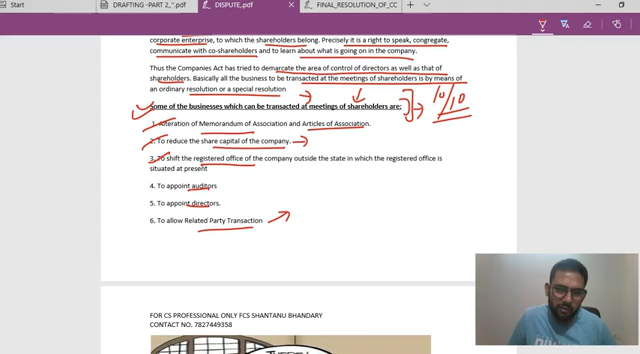 Start
DRAFTING -PART 2,,".pdf
DISPUTE,.pdf
FINAL_RESOLUTION_OF_CC
corporate enterprise, to which the shareholders belong. Precisely it is a right to speak, congregate,
communicate with co-shareholders and to learn about what is going on in the company.
Thus the Companies Act has tried to demarcate the area of control of directors as well as that of
shareholders. Basically all the business to be transacted at the meetings of shareholders is by means of
an ordinary resolution or a special resolution
Some of the businesses which can be transacted at meetings of shareholders are:
10/10
1. Alteration of Memorandum of Association and Articles of Association.
2. To reduce the share capital of the company.
3. To shift the registered office of the company outside the state in which the registered office is
situated at present
4. To appoint auditors
5. To appoint directors.
6. To allow Related Party Transaction
FOR CS PROFESSIONAL ONLY FCS SHANTANU BHANDARY
CONTACT NO. 7827449358